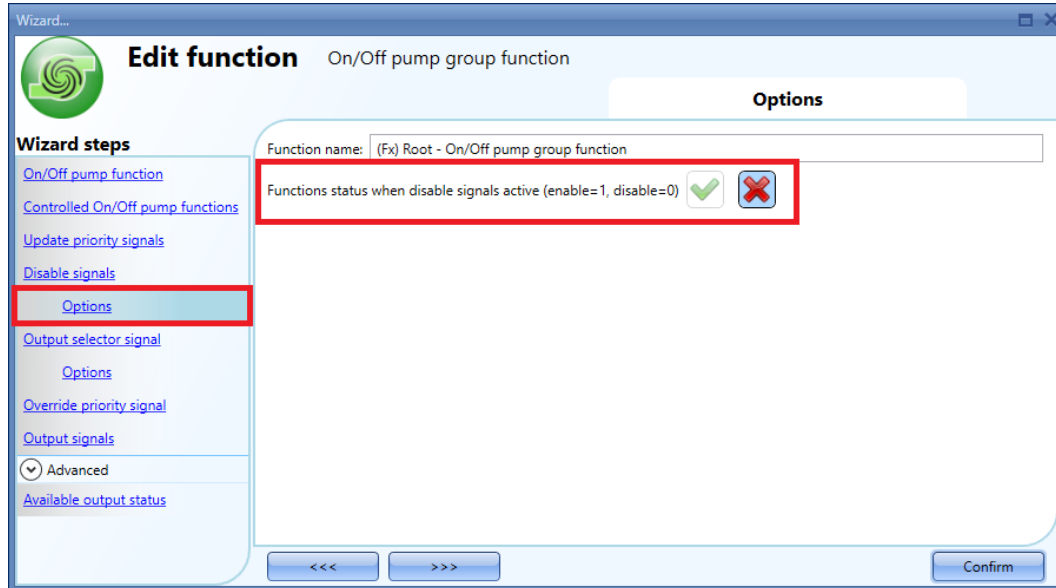 Wizard...
Edit function On/Off pump group function
Options
Wizard steps
On/Off pump function
Controlled On/Off pump functions
Update priority signals
Disable signals
Options
Output selector signal
Options
Override priority signal
Output signals
Advanced
Available output status
Function name: (Fx) Root - On/Off pump group function
Functions status when disable signals active (enable=1, disable=0)
<<< >>> Confirm